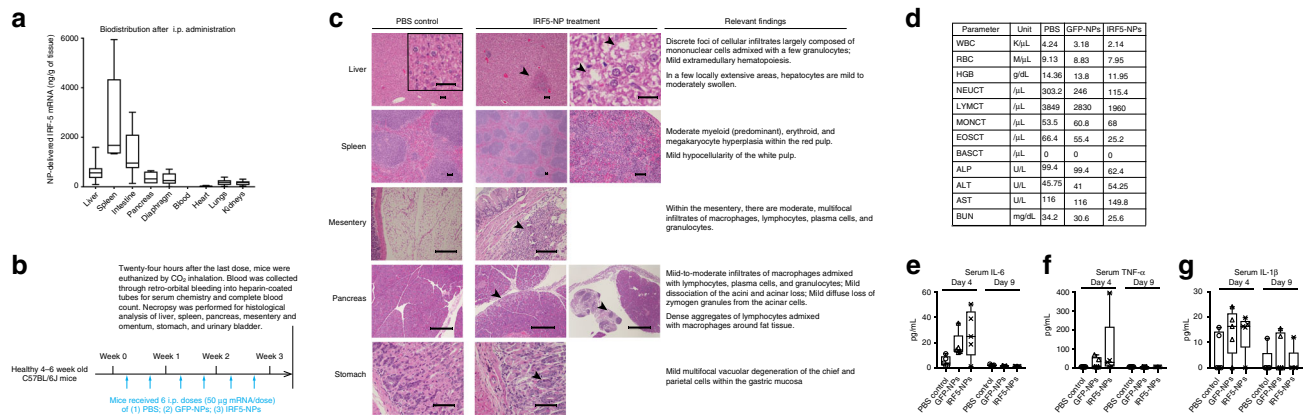 a
Biodistribution after i.p. administration
NP-delivered IRF-5 mRNA (ng/g of tissue)
6000
4000
2000
0
Liver
Spleen
Intestine
Pancreas
Diaphragm
Blood
Heart
Lungs
Kidneys
b
Twenty-four hours after the last dose, mice were
euthanized by CO2 inhalation. Blood was collected
through retro-orbital bleeding into heparin-coated
tubes for serum chemistry and complete blood
count. Necropsy was performed for histological
analysis of liver, spleen, pancreas, mesentery and
omentum, stomach, and urinary bladder.
Week 0 Week 1 Week 2 Week 3
Healthy 4–6 week old
C57BL/6J mice
Mice received 6 i.p. doses (50 µg mRNA/dose)
of (1) PBS; (2) GFP-NPs; (3) IRF5-NPs
c
PBS control IRF5-NP treatment Relevant findings
Liver
Discrete foci of cellular infiltrates largely composed of
mononuclear cells admixed with a few granulocytes;
Mild extramedullary hematopoiesis.
In a few locally extensive areas, hepatocytes are mild to
moderately swollen.
Spleen
Moderate myeloid (predominant), erythroid, and
megakaryocyte hyperplasia within the red pulp.
Mild hypocellularity of the white pulp.
Mesentery
Within the mesentery, there are moderate, multifocal
infiltrates of macrophages, lymphocytes, plasma cells, and
granulocytes.
Pancreas
Mild-to-moderate infiltrates of macrophages admixed
with lymphocytes, plasma cells, and granulocytes; Mild
dissociation of the acini and acinar loss; Mild diffuse loss of
zymogen granules from the acinar cells.
Dense aggregates of lymphocytes admixed
with macrophages around fat tissue.
Stomach
Mild multifocal vacuolar degeneration of the chief and
parietal cells within the gastric mucosa
d
Parameter Unit PBS GFP-NPs IRF5-NPs
WBC K/µL 4.24 3.18 2.14
RBC M/µL 9.13 8.83 7.95
HGB g/dL 14.36 13.8 11.95
NEUCT /µL 303.2 246 115.4
LYMCT /µL 3849 2830 1960
MONCT /µL 53.5 60.8 68
EOSCT /µL 66.4 55.4 25.2
BASCT /µL 0 0 0
ALP U/L 99.4 99.4 62.4
ALT U/L 45.75 41 54.25
AST U/L 116 116 149.8
BUN mg/dL 34.2 30.6 25.6
e
Serum IL-6
Day 4 Day 9
pg/mL
60
40
20
0
PBS control
GFP-NPs
IRF5-NPs
f
Serum TNF-α
Day 4 Day 9
pg/mL
400
300
200
100
0
PBS control
GFP-NPs
IRF5-NPs
g
Serum IL-1β
Day 4 Day 9
pg/mL
30
20
10
0
PBS control
GFP-NPs
IRF5-NPs